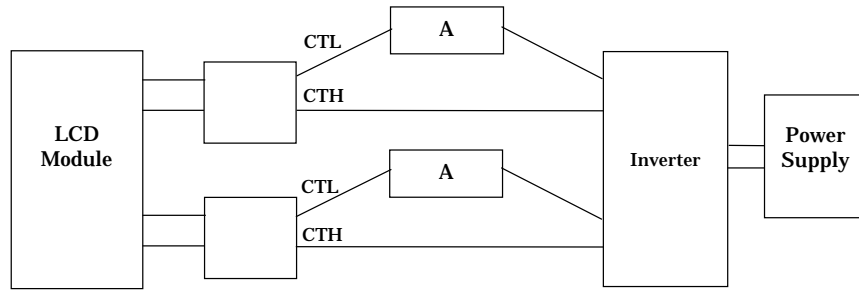 CTL
A
CTH
LCD
Module
Inverter
Power
Supply
CTL
A
CTH